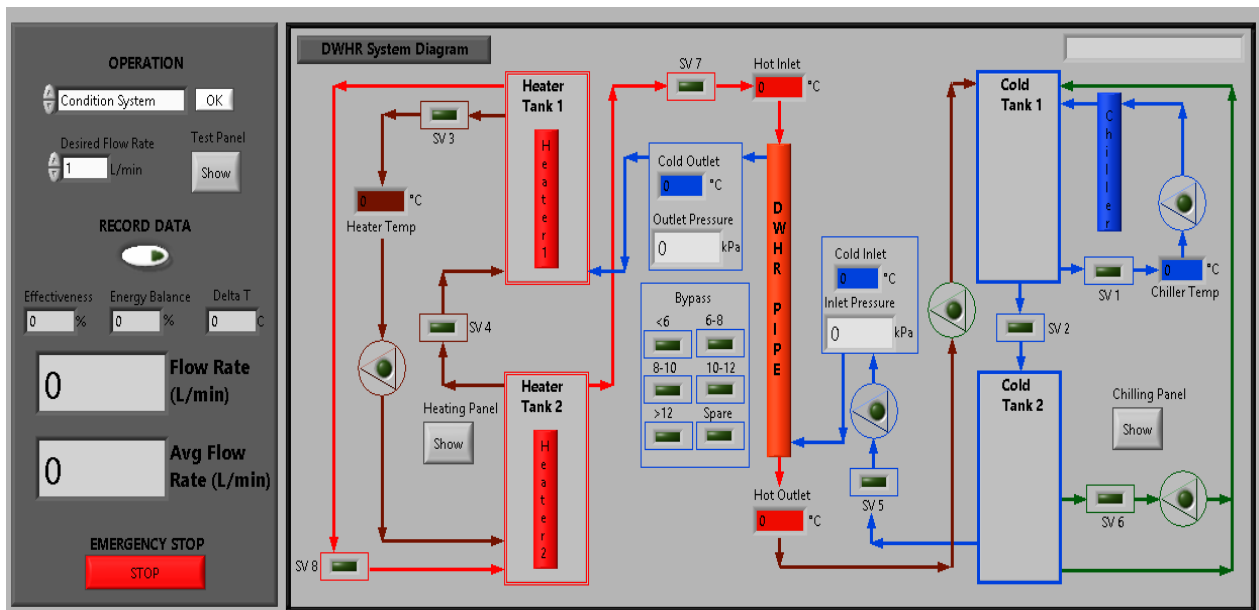 OPERATION
Condition System
OK
Desired Flow Rate
1
L/min
Test Panel
Show
RECORD DATA
Effectiveness
0
%
Energy Balance
0
%
Delta T
0
C
0
Flow Rate
(L/min)
0
Avg Flow
Rate (L/min)
EMERGENCY STOP
STOP
DWHR System Diagram
SV 3
0
°C
Heater Temp
SV 4
SV 8
Heater
Tank 1
Heater1
Heating Panel
Show
Heater
Tank 2
Heater2
SV 7
Hot Inlet
0
°C
Cold Outlet
0
°C
Outlet Pressure
0
kPa
Bypass
<6
6-8
8-10
10-12
>12
Spare
DWHR PIPE
Hot Outlet
0
°C
Cold Inlet
0
°C
Inlet Pressure
0
kPa
SV 5
Cold
Tank 1
Chiller
SV 1
0
°C
Chiller Temp
SV 2
Cold
Tank 2
Chilling Panel
Show
SV 6